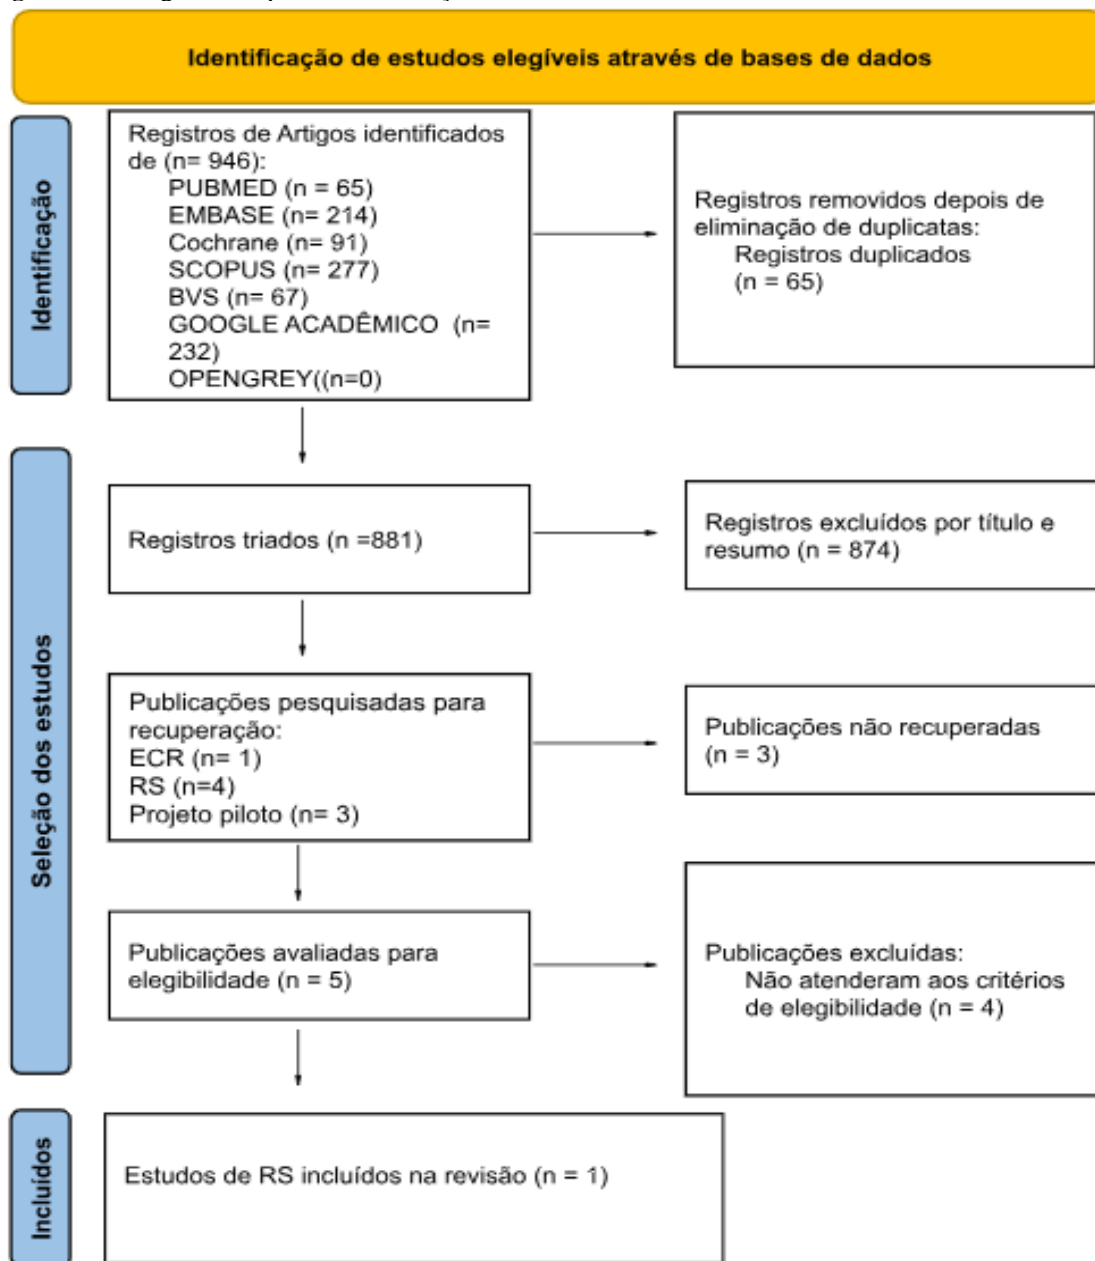 Identificação de estudos elegíveis através de bases de dados
Identificação
Registros de Artigos identificados
de (n= 946):
PUBMED (n = 65)
EMBASE (n= 214)
Cochrane (n= 91)
SCOPUS (n= 277)
BVS (n= 67)
GOOGLE ACADÊMICO (n=
232)
OPENGREY((n=0)
Registros removidos depois de
eliminação de duplicatas:
Registros duplicados
(n = 65)
Seleção dos estudos
Registros triados (n =881)
Registros excluídos por título e
resumo (n = 874)
Publicações pesquisadas para
recuperação:
ECR (n= 1)
RS (n=4)
Projeto piloto (n= 3)
Publicações não recuperadas
(n = 3)
Publicações avaliadas para
elegibilidade (n = 5)
Publicações excluídas:
Não atenderam aos critérios
de elegibilidade (n = 4)
Incluídos
Estudos de RS incluídos na revisão (n = 1)